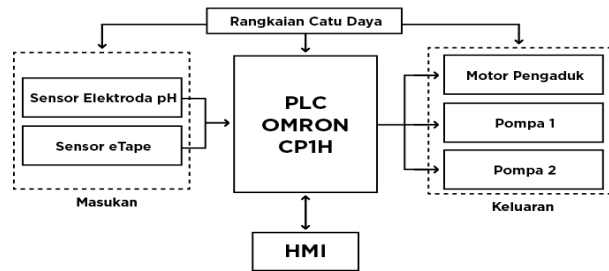 Rangkaian Catu Daya
Sensor Elektroda pH
Sensor eTape
Masukan
PLC
OMRON
CP1H
HMI
Motor Pengaduk
Pompa 1
Pompa 2
Keluaran